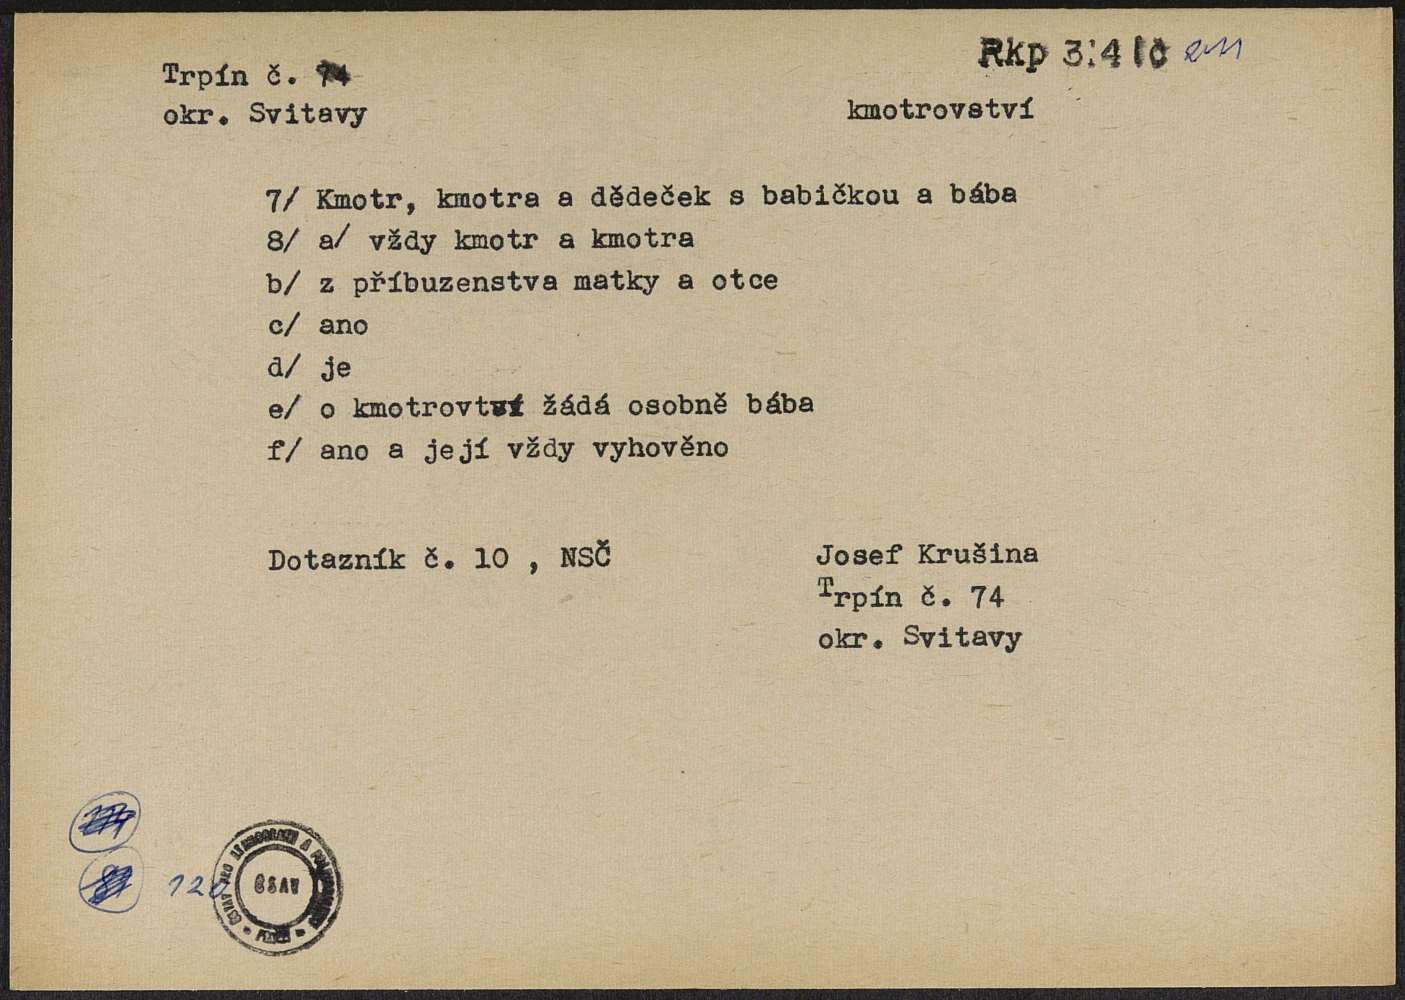 Rkp 3:4 č
Trpín č. 74
okr. Svitavy
kmotrovství
7/ Kmotr, kmotra a dědeček s babičkou a bába
8/ a/ vždy kmotr a kmotra
b/ z příbuzenstva matky a otce
c/ ano
d/ je
e/ o kmotrovtví žádá osobně bába
f/ ano a její vždy vyhověno
Dotazník č. 10 , NSČ
Josef Krušina
Trpín č. 74
okr. Svitavy
120
ČSAV